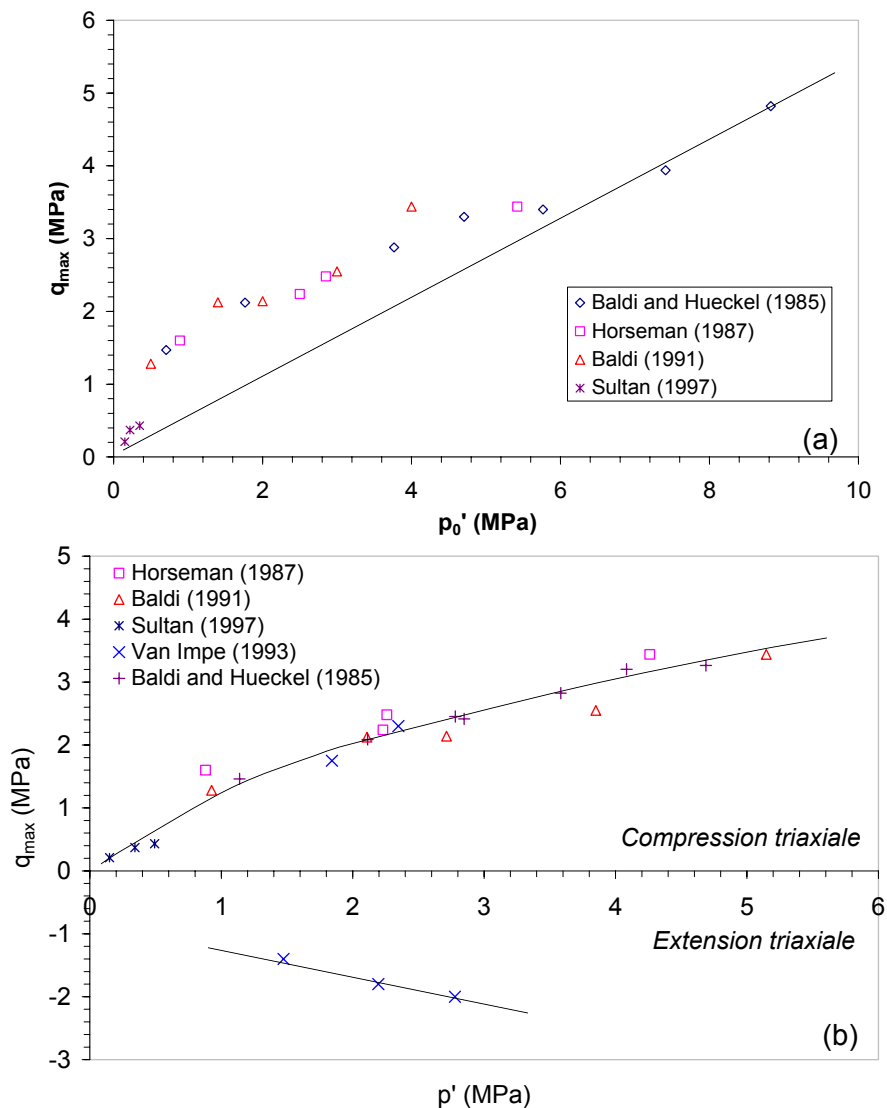 6
5
4
3
2
1
0
q_max (MPa)
0 2 4 6 8 10
p_0' (MPa)
Baldi and Hueckel (1985)
Horseman (1987)
Baldi (1991)
Sultan (1997)
(a)
5
4
3
2
1
0
-1
-2
-3
q_max (MPa)
Horseman (1987)
Baldi (1991)
Sultan (1997)
Van Impe (1993)
Baldi and Hueckel (1985)
Compression triaxiale
0 1 2 3 4 5 6
Extension triaxiale
(b)
p' (MPa)